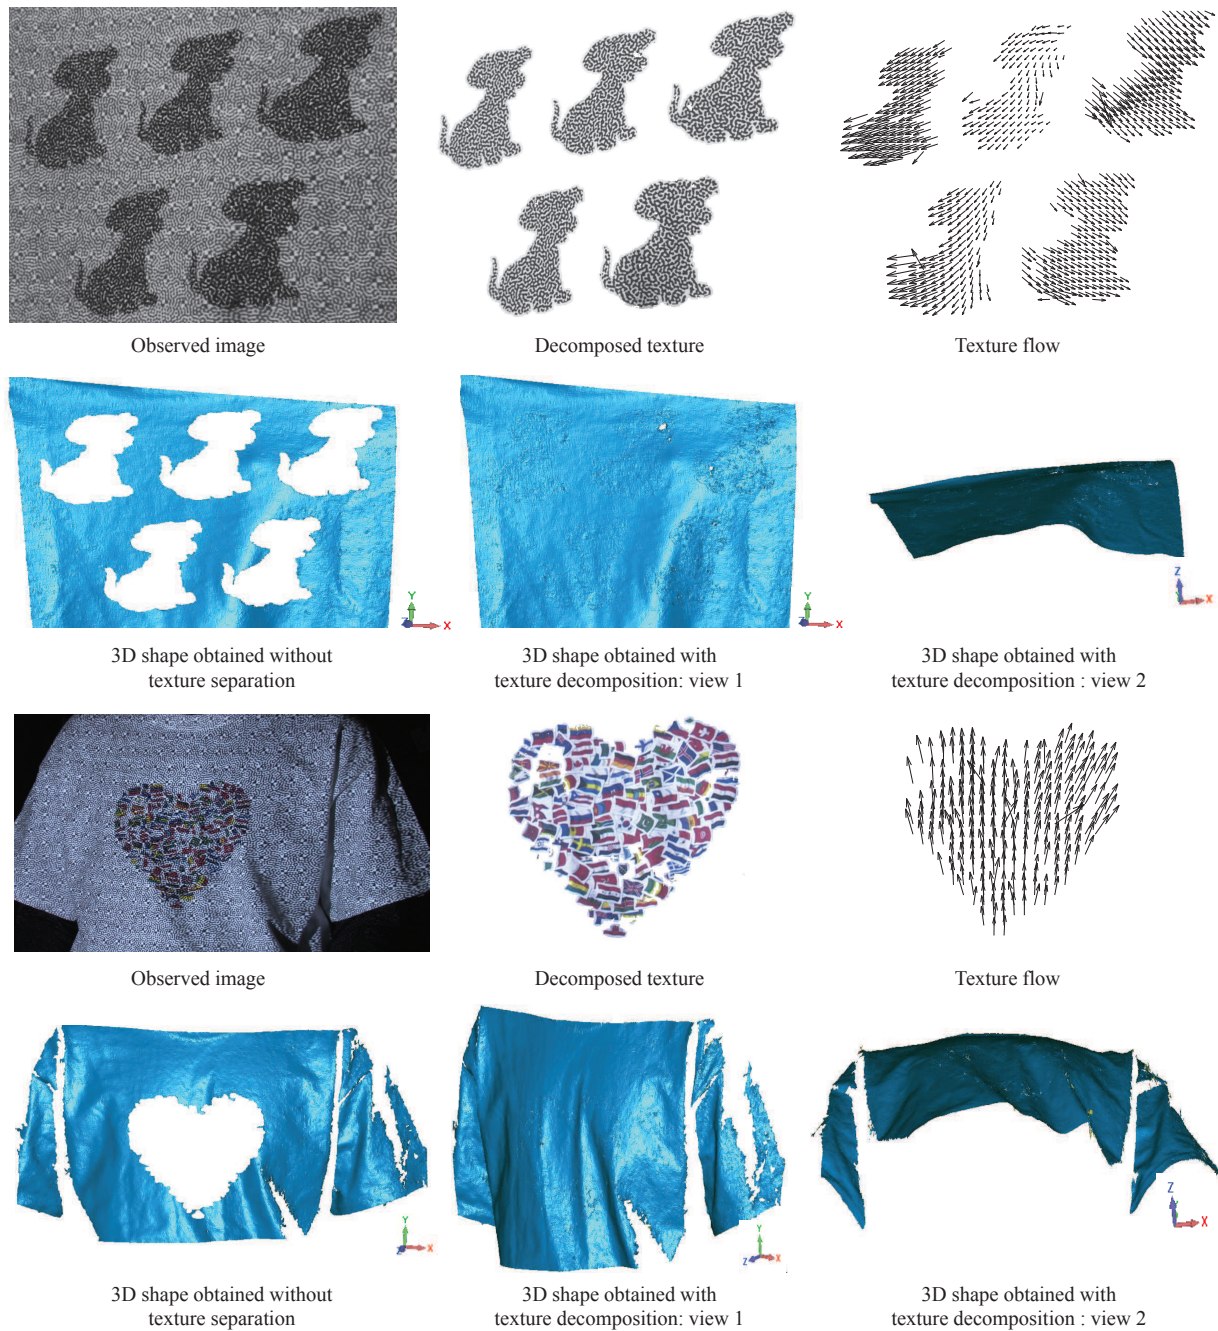 Observed image
Decomposed texture
Texture flow
Y
X
Z
Y
X
Z
Z
X
3D shape obtained without
texture separation
3D shape obtained with
texture decomposition: view 1
3D shape obtained with
texture decomposition : view 2
Observed image
Decomposed texture
Texture flow
Y
X
Z
Y
X
Z
Z
X
3D shape obtained without
texture separation
3D shape obtained with
texture decomposition: view 1
3D shape obtained with
texture decomposition : view 2